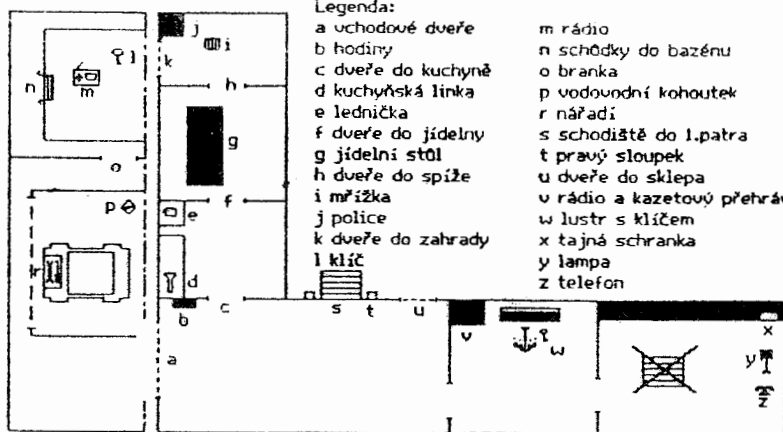 Legenda:
a vchodové dveře
b hodiny
c dveře do kuchyně
d kuchyňská linka
e lednička
f dveře do jídelny
g jídelní stůl
h dveře do spíže
i mřížka
j police
k dveře do zahrady
l klíč
m rádio
n schůdky do bazénu
o branka
p vodovodní kohoutek
r nářadí
s schodiště do 1.patra
t pravý sloupek
u dveře do sklepa
v rádio a kazetový přehráv
w lustr s klíčem
x tajná schranka
y lampa
z telefon
j
l
i
k
n
m
h
g
o
p
f
e
r
d
b
c
s
t
u
v
w
x
y
z
a